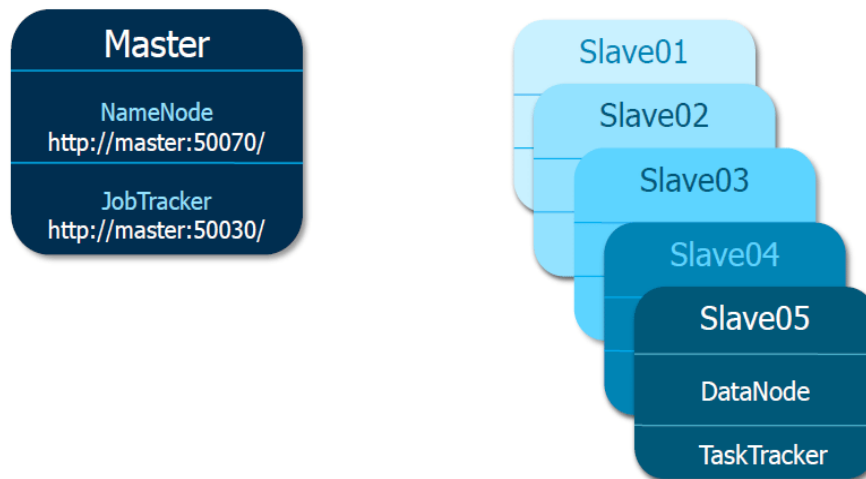 Master
NameNode
http://master:50070/
JobTracker
http://master:50030/
Slave01
Slave02
Slave03
Slave04
Slave05
DataNode
TaskTracker